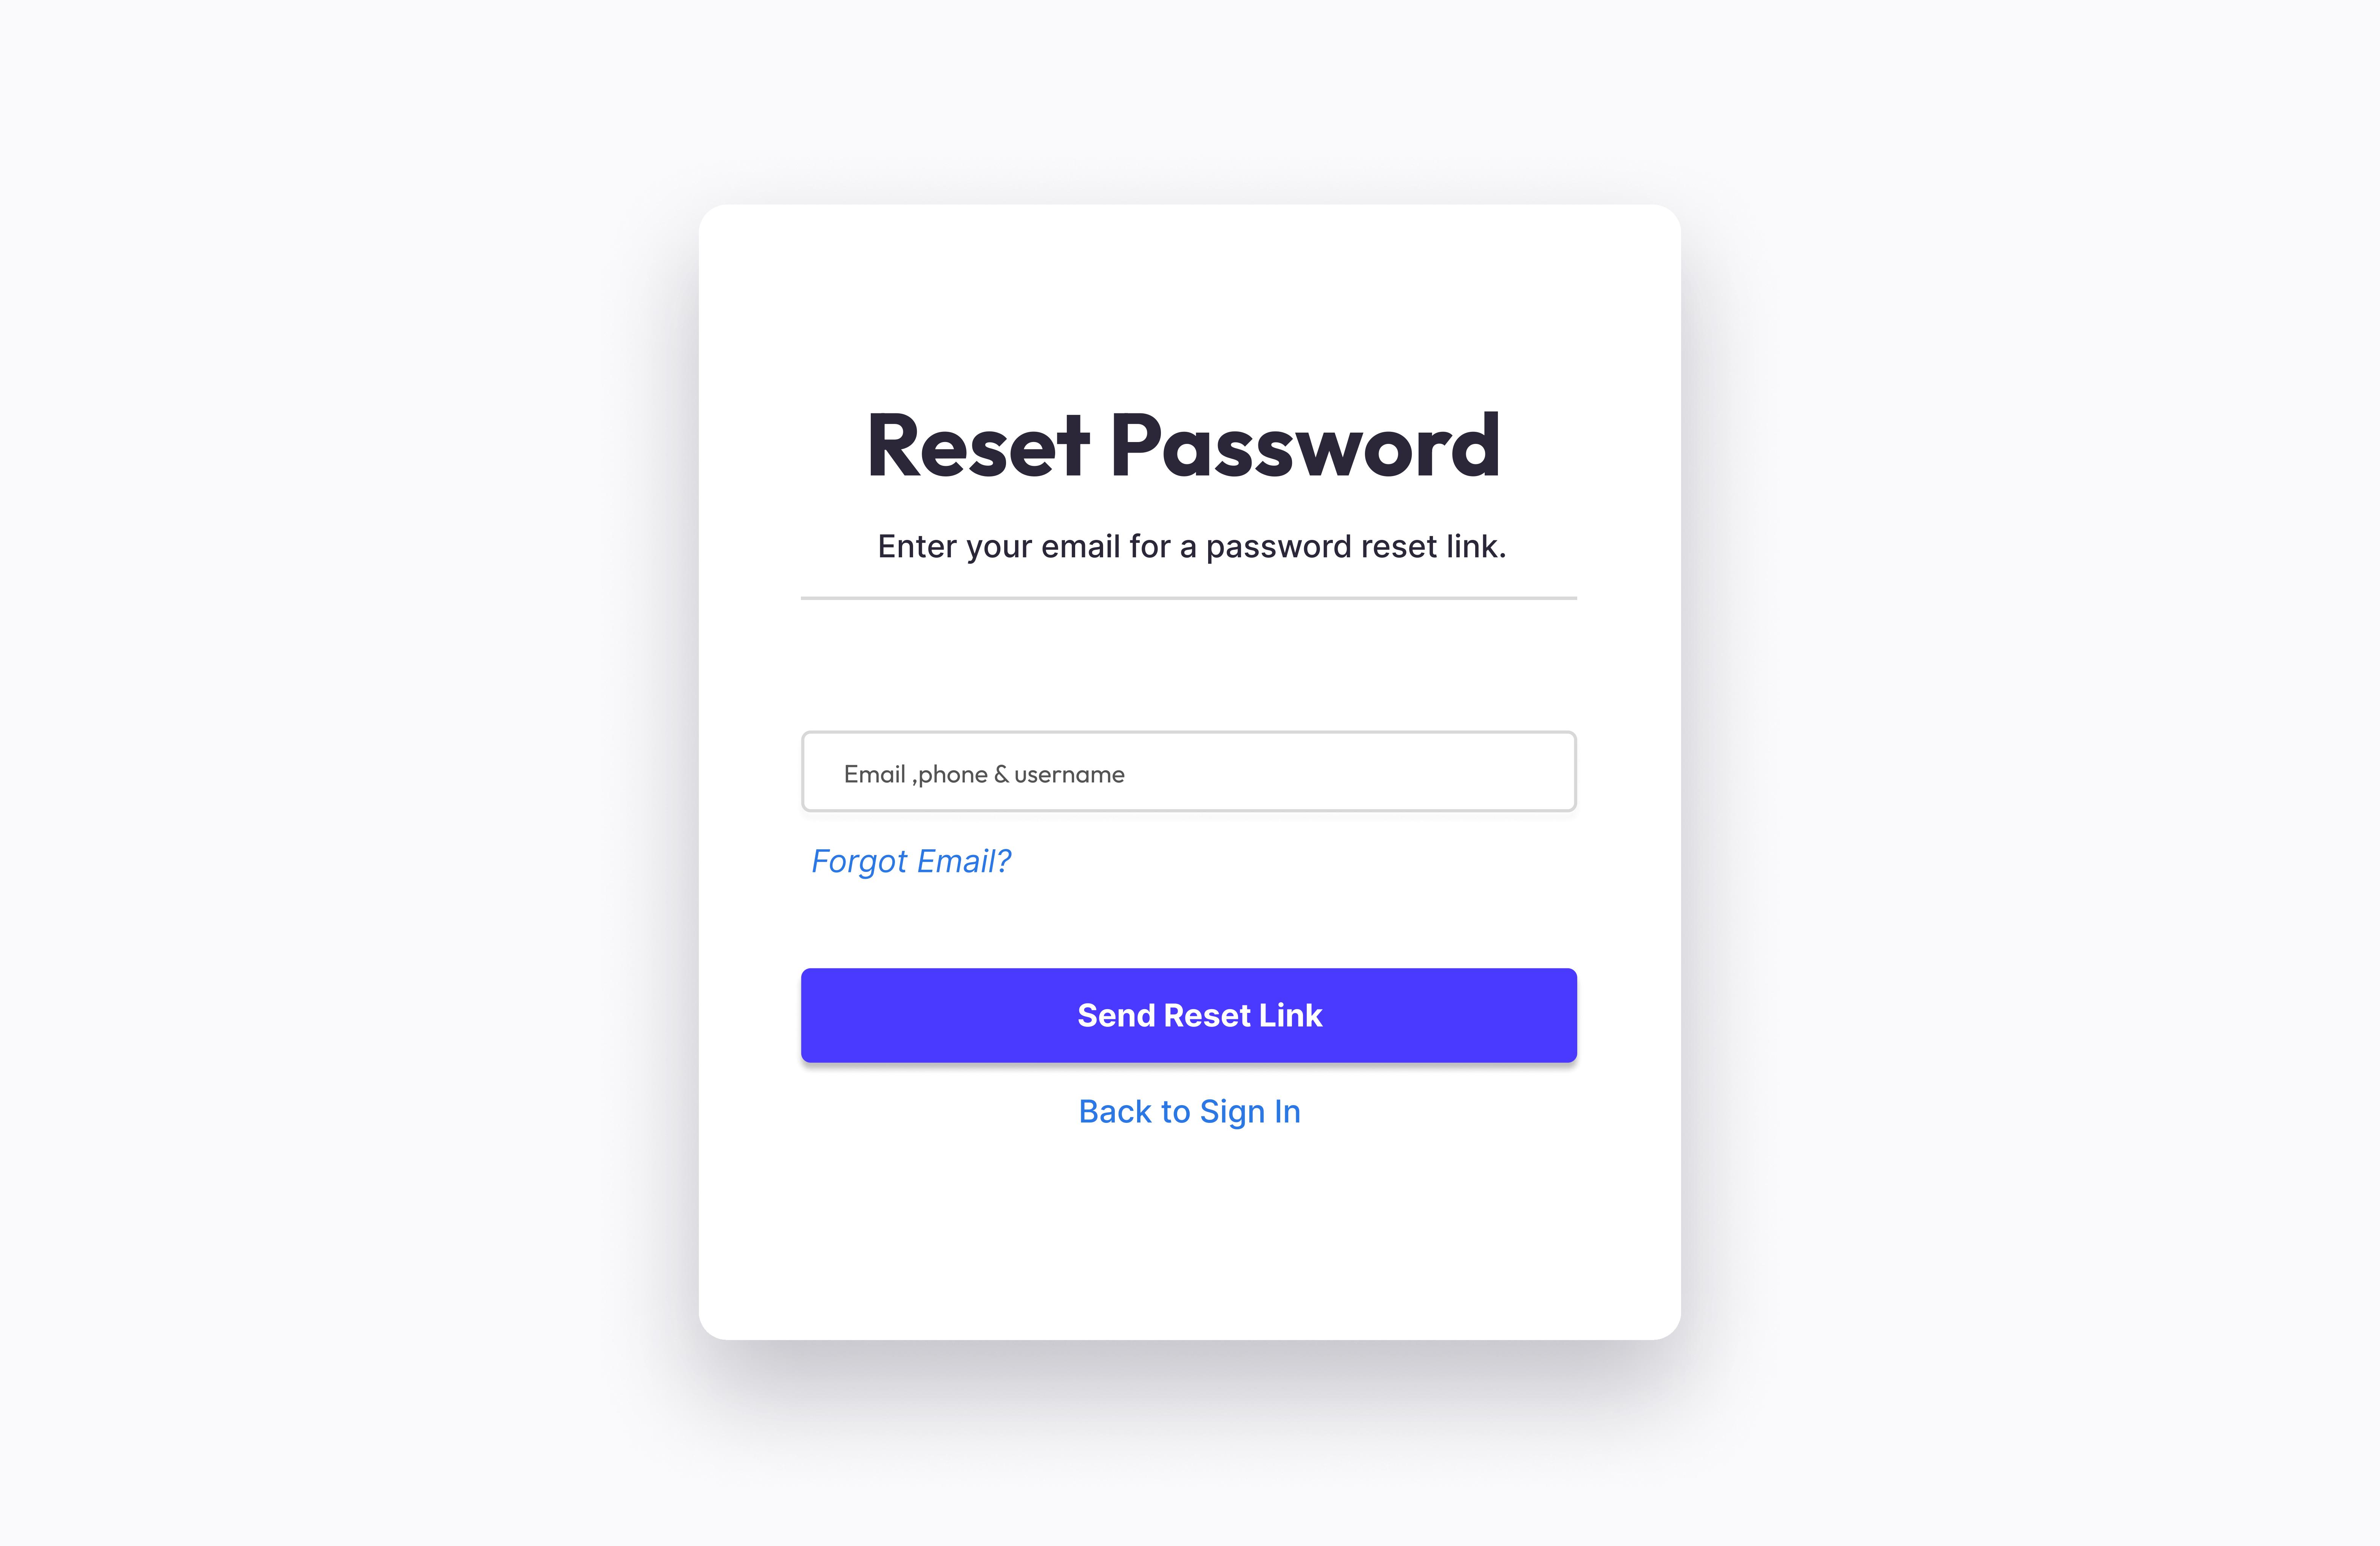 Reset Password
Enter your email for a password reset link.
Email ,phone & username
Forgot Email?
Send Reset Link
Back to Sign In